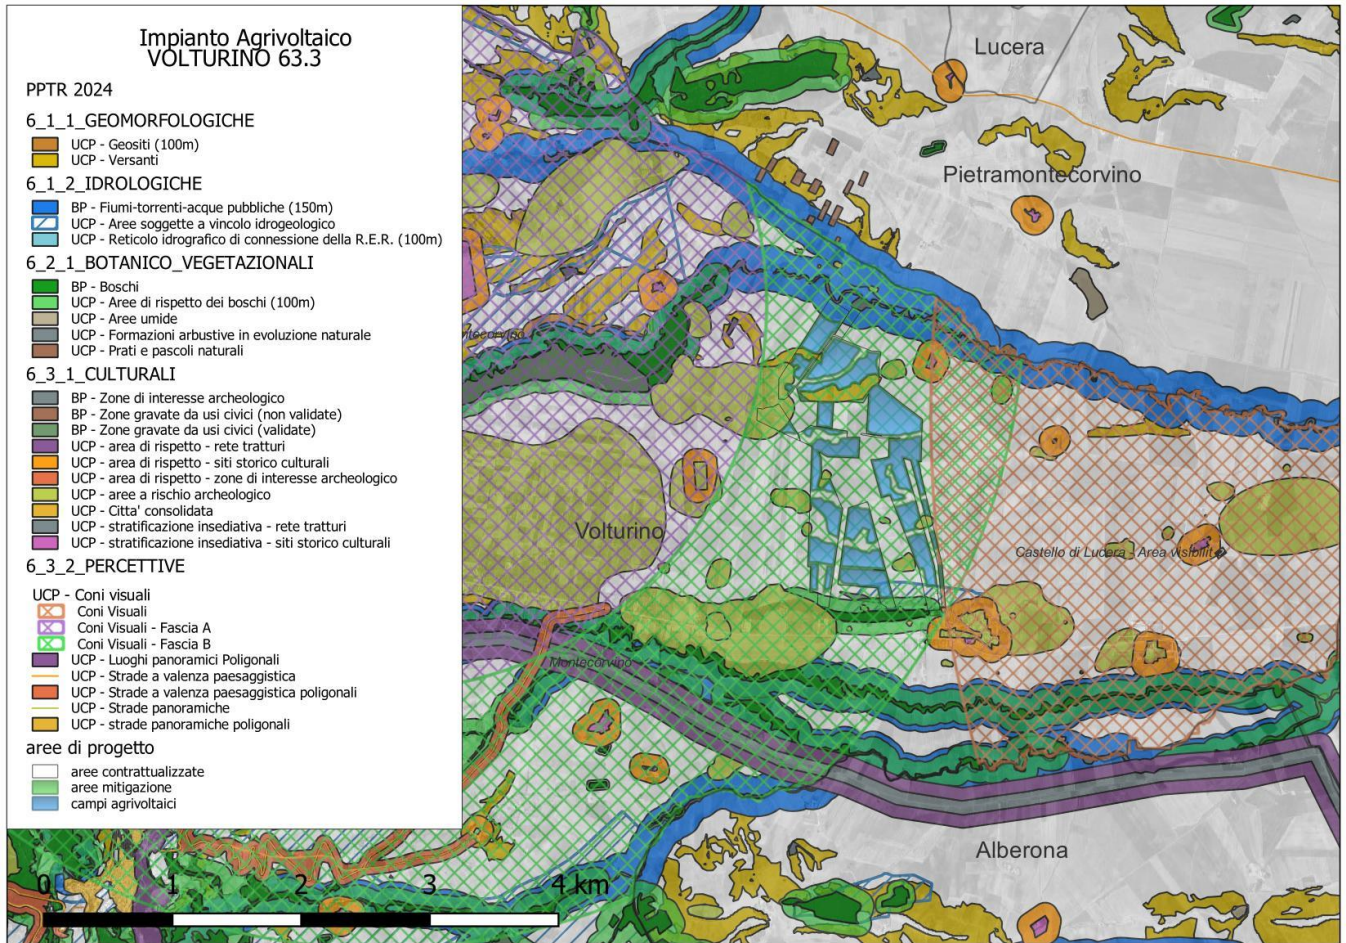 Impianto Agrivoltaico
VOLTURINO 63.3
PPTR 2024
6_1_1_GEOMORFOLOGICHE
UCP - Geositi (100m)
UCP - Versanti
6_1_2_IDROLOGICHE
BP - Fiumi-torrenti-acque pubbliche (150m)
UCP - Aree soggette a vincolo idrogeologico
UCP - Reticolo idrografico di connessione della R.E.R. (100m)
6_2_1_BOTANICO_VEGETAZIONALI
BP - Boschi
UCP - Aree di rispetto dei boschi (100m)
UCP - Aree umide
UCP - Formazioni arbustive in evoluzione naturale
UCP - Prati e pascoli naturali
6_3_1_CULTURALI
BP - Zone di interesse archeologico
BP - Zone gravate da usi civici (non validate)
BP - Zone gravate da usi civici (validate)
UCP - area di rispetto - rete tratturi
UCP - area di rispetto - siti storico culturali
UCP - area di rispetto - zone di interesse archeologico
UCP - aree a rischio archeologico
UCP - Citta' consolidata
UCP - stratificazione insediativa - rete tratturi
UCP - stratificazione insediativa - siti storico culturali
6_3_2_PERCETTIVE
UCP - Coni visuali
Coni Visuali
Coni Visuali - Fascia A
Coni Visuali - Fascia B
UCP - Luoghi panoramici Poligonali
UCP - Strade a valenza paesaggistica
UCP - Strade a valenza paesaggistica poligonali
UCP - Strade panoramiche
UCP - strade panoramiche poligonali
aree di progetto
aree contrattualizzate
aree mitigazione
campi agrivoltaici
Lucera
Pietramontecorvino
Volturino
Castello di Lucera - Area visibilit�
Montecorvino
Alberona
0 1 2 3 4 km